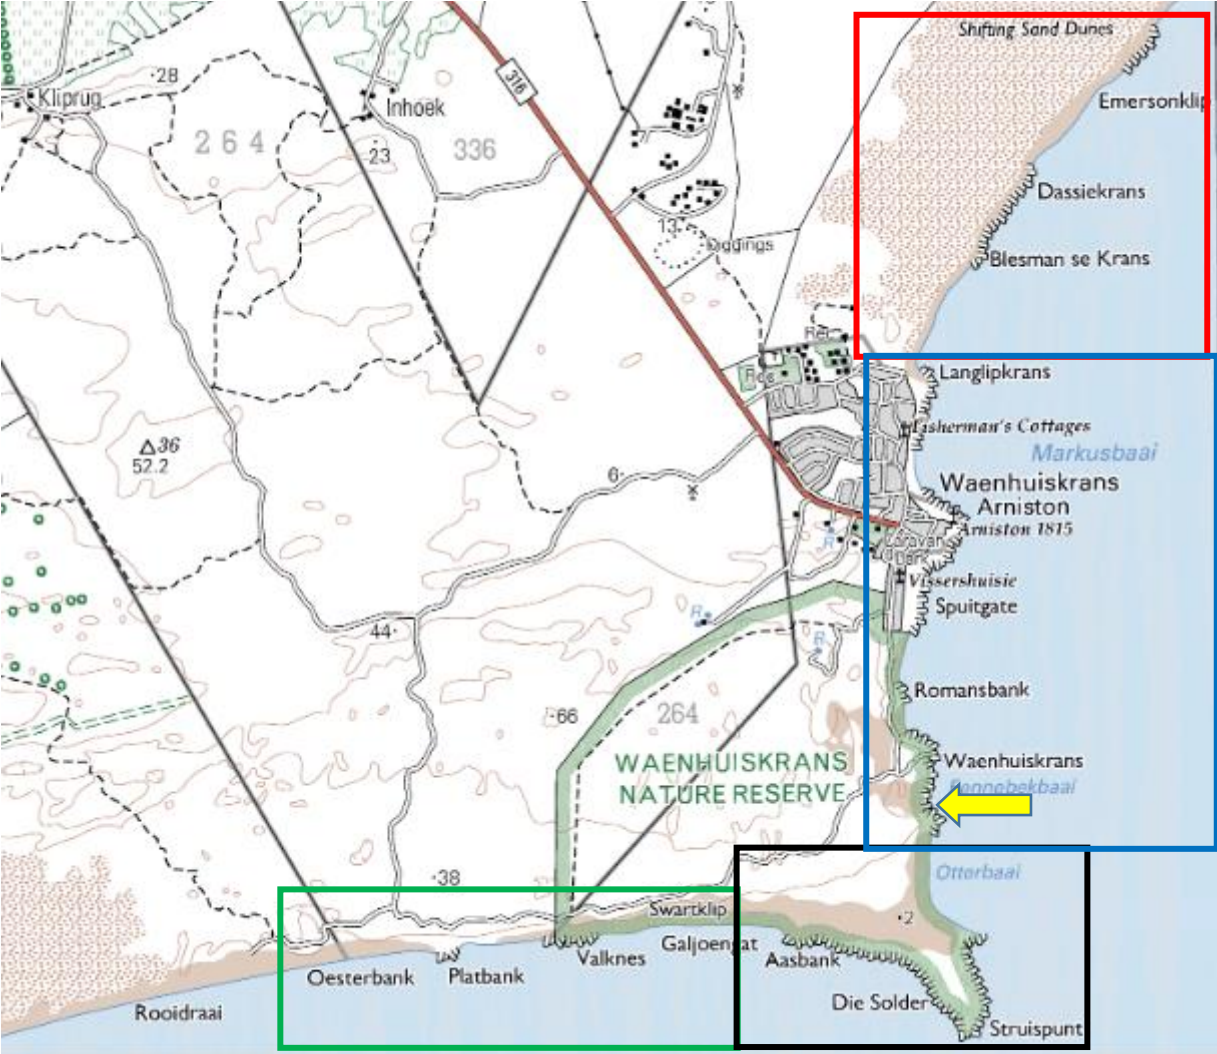 Shifting Sand Dunes
·28
Kliprug
Inhoek
316
Emersonklip
264
·23
336
Dassiekrans
13·
Diggings
Blesman se Krans
Res
Langlipkrans
Fisherman's Cottages
Δ36
52.2
Markusbaai
6·
Waenhuiskrans
Arniston
Arniston 1815
R
Caravan
Park
Vissershuisie
Spuitgate
R
R
44·
Romansbank
·66
264
WAENHUISKRANS
NATURE RESERVE
Waenhuiskrans
·38
Otterbaai
Swartklip
·2
Galjoengat
Valknes
Aasbank
Oesterbank
Platbank
Die Solder
Rooidraai
Struispunt